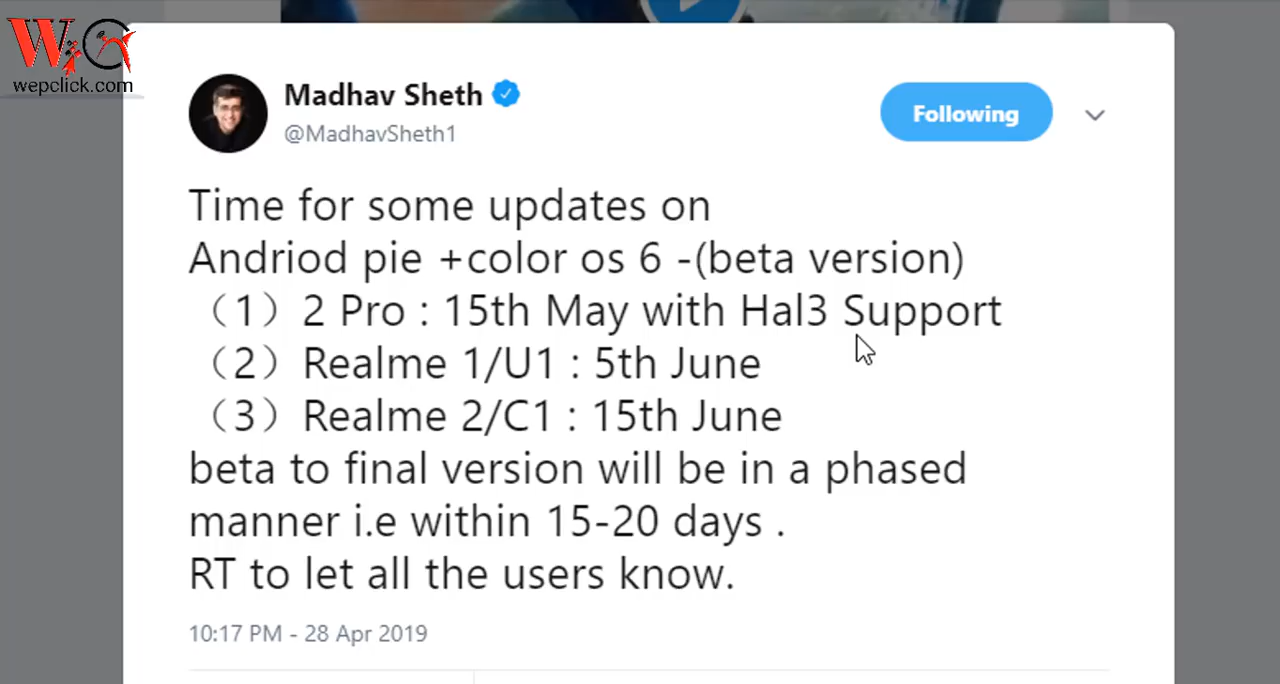 wepclick.com
Madhav Sheth
@MadhavSheth1
Following
Time for some updates on
Andriod pie +color os 6 -(beta version)
（1）2 Pro : 15th May with Hal3 Support
（2）Realme 1/U1 : 5th June
（3）Realme 2/C1 : 15th June
beta to final version will be in a phased
manner i.e within 15-20 days .
RT to let all the users know.
10:17 PM - 28 Apr 2019